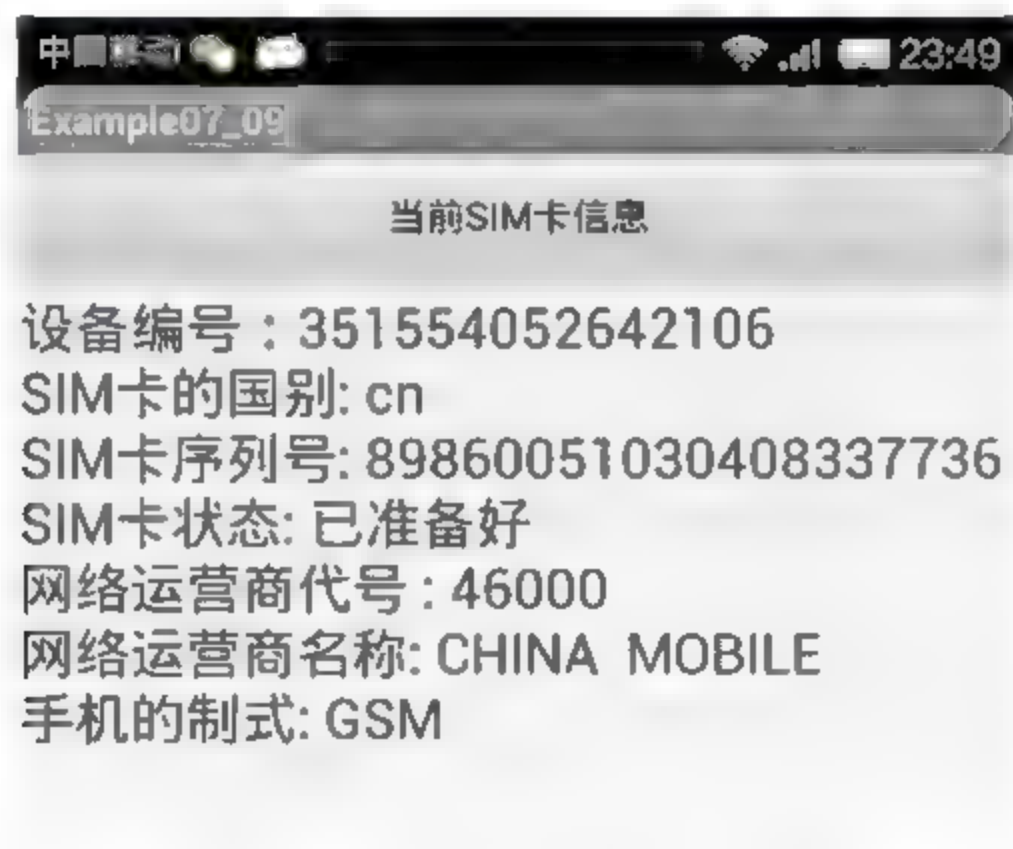 中 23:49
Example07_09
当前SIM卡信息
设备编号：351554052642106
SIM卡的国别: cn
SIM卡序列号: 89860051030408337736
SIM卡状态: 已准备好
网络运营商代号: 46000
网络运营商名称: CHINA MOBILE
手机的制式: GSM